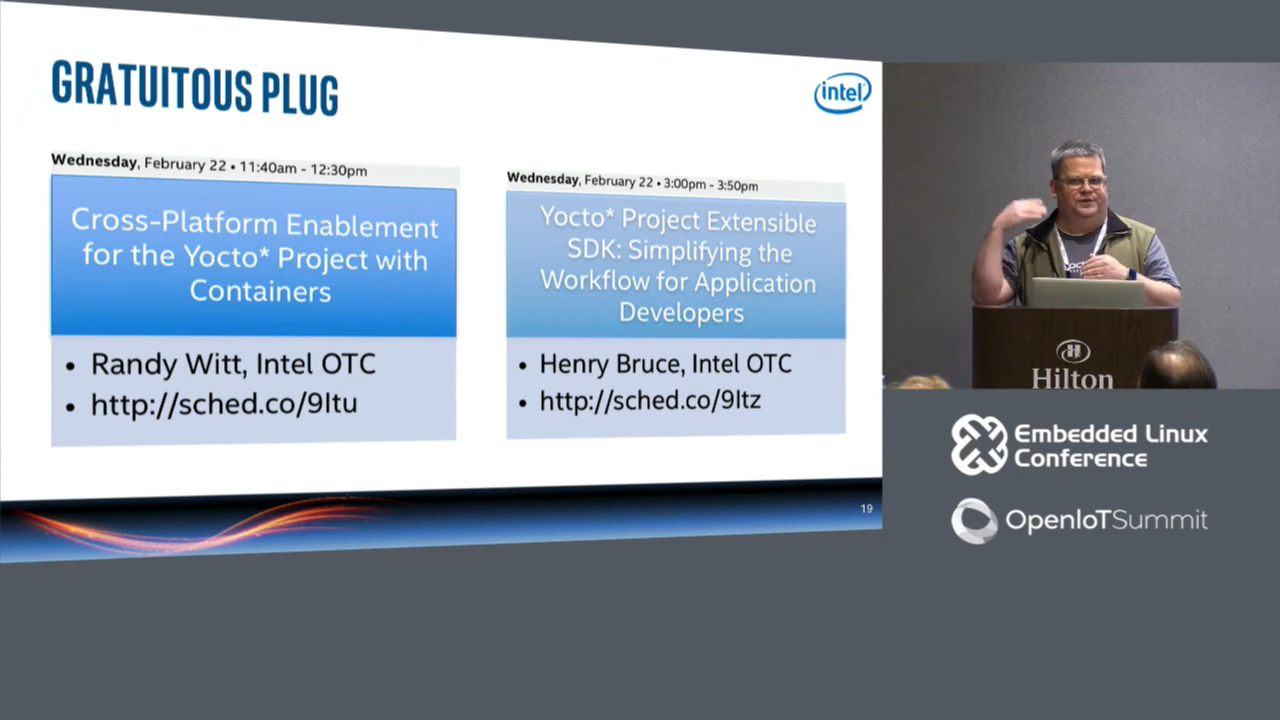 GRATUITOUS PLUG
intel
Wednesday, February 22 • 11:40am - 12:30pm
Cross-Platform Enablement
for the Yocto* Project with
Containers
• Randy Witt, Intel OTC
• http://sched.co/9Itu
Wednesday, February 22 • 3:00pm - 3:50pm
Yocto* Project Extensible
SDK: Simplifying the
Workflow for Application
Developers
• Henry Bruce, Intel OTC
• http://sched.co/9Itz
19
Hilton
Embedded Linux
Conference
OpenIoTSummit